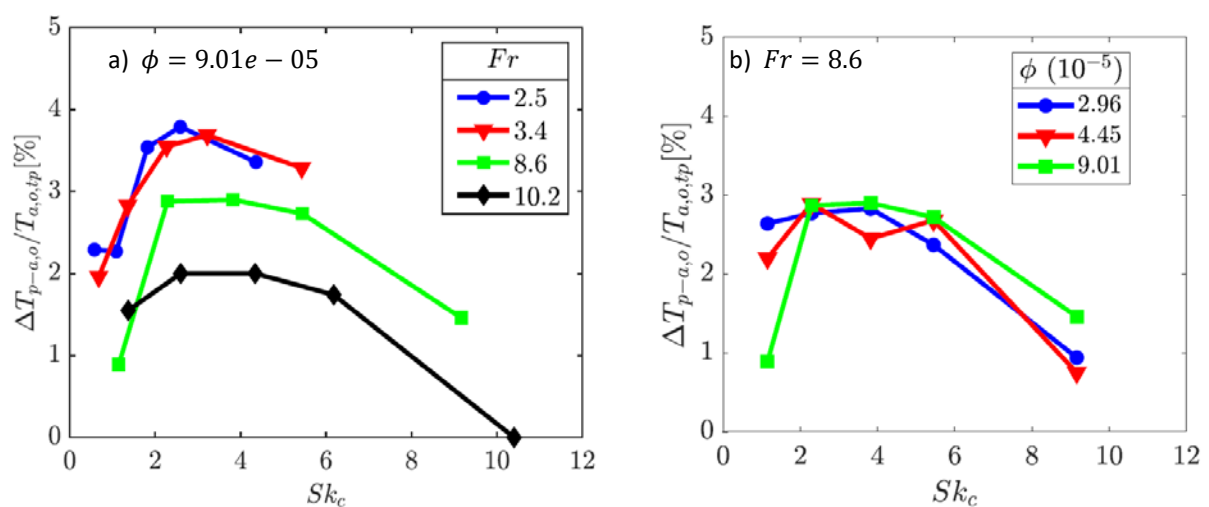 a) ϕ = 9.01e − 05
Fr
2.5
3.4
8.6
10.2
5
4
3
2
1
0
ΔT_{p−a,o}/T_{a,o,tp}[%]
0 2 4 6 8 10 12
Sk_c
b) Fr = 8.6
ϕ (10^{-5})
2.96
4.45
9.01
5
4
3
2
1
0
ΔT_{p−a,o}/T_{a,o,tp}[%]
0 2 4 6 8 10 12
Sk_c